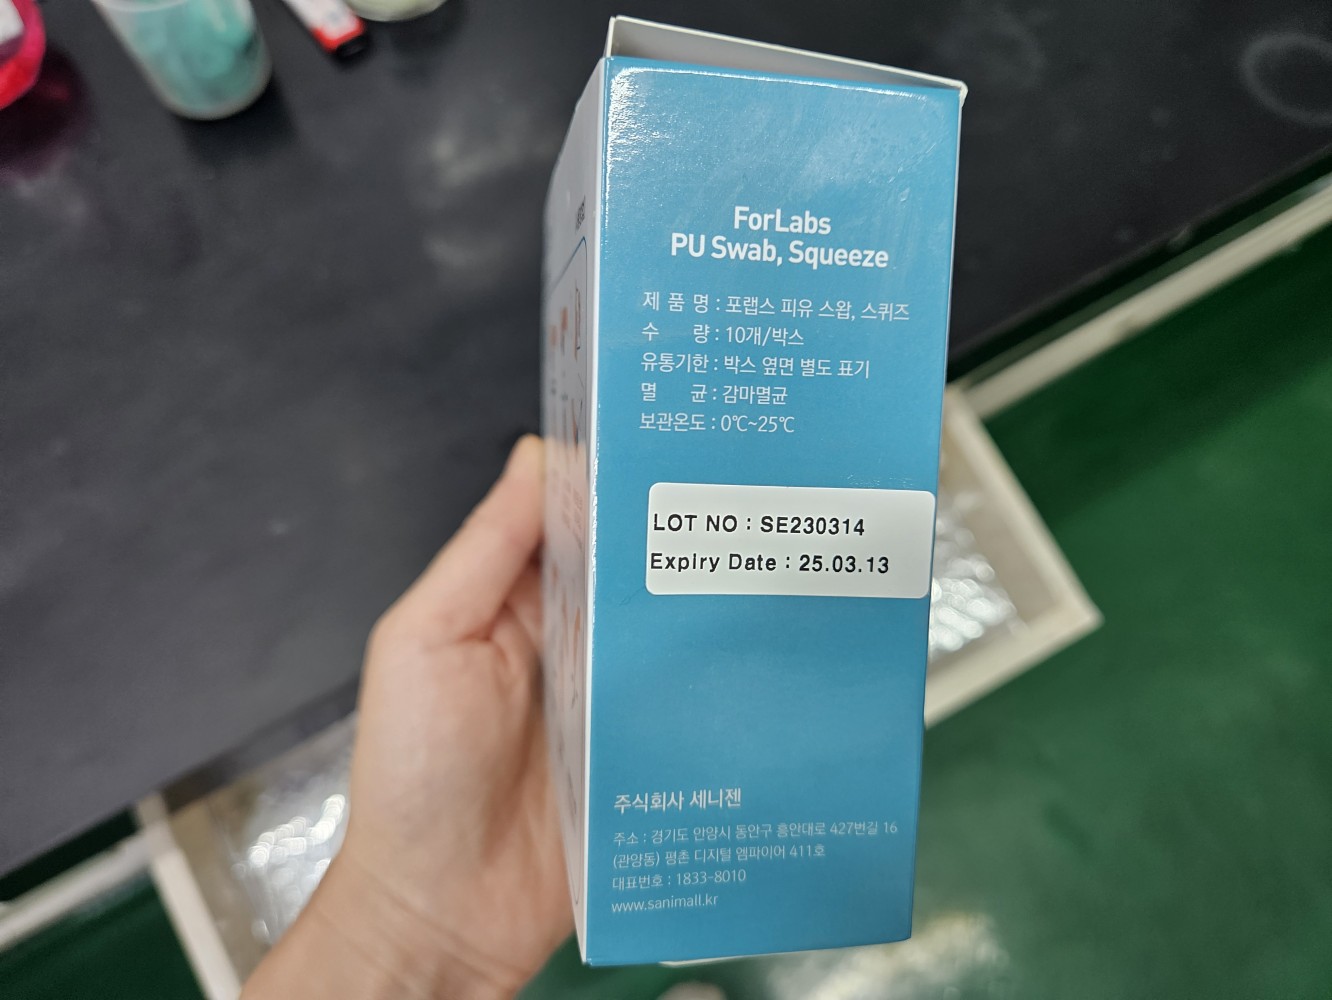 ForLabs
PU Swab, Squeeze
제 품 명 : 포랩스 피유 스왑, 스퀴즈
수 량 : 10개/박스
유통기한 : 박스 옆면 별도 표기
멸 균 : 감마멸균
보관온도 : 0℃~25℃
LOT NO : SE230314
Expiry Date : 25.03.13
주식회사 세니젠
주소 : 경기도 안양시 동안구 흥안대로 427번길 16
(관양동) 평촌 디지털 엠파이어 411호
대표번호 : 1833-8010
www.sanimall.kr